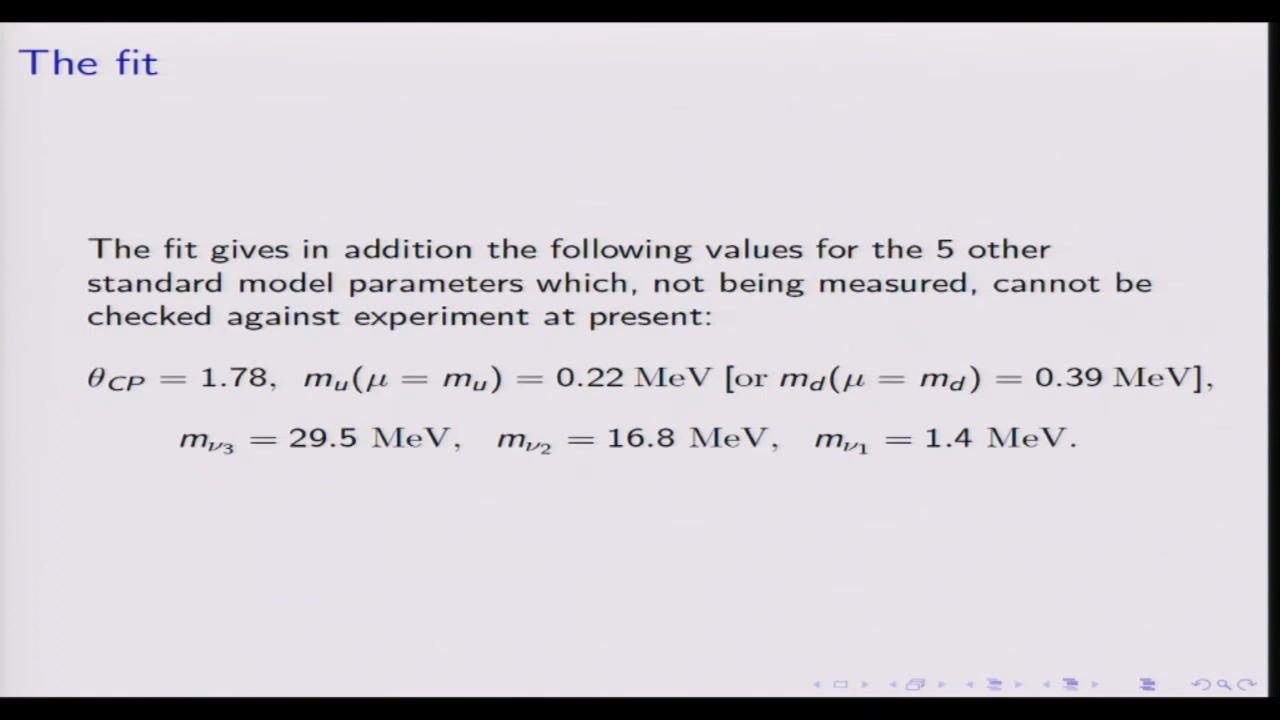 The fit
The fit gives in addition the following values for the 5 other
standard model parameters which, not being measured, cannot be
checked against experiment at present:
θ_CP = 1.78, m_u(μ = m_u) = 0.22 MeV [or m_d(μ = m_d) = 0.39 MeV],
m_ν₃ = 29.5 MeV, m_ν₂ = 16.8 MeV, m_ν₁ = 1.4 MeV.